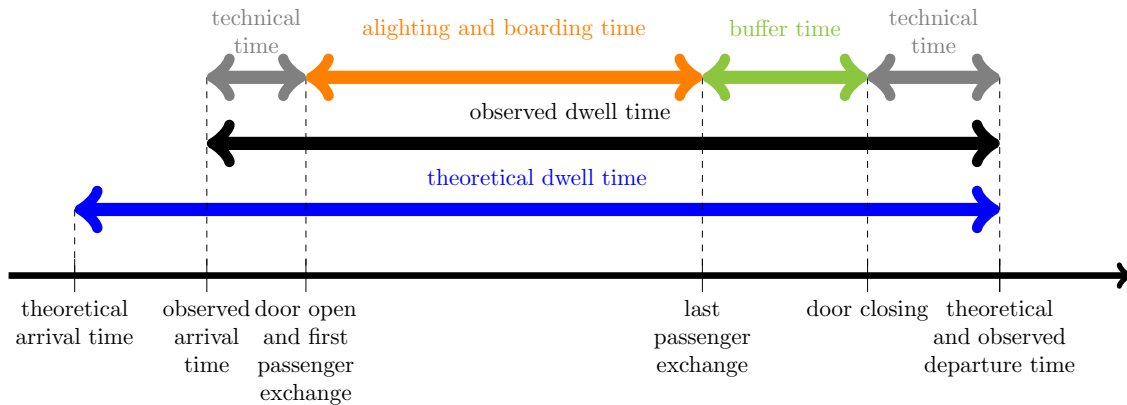 technical
time
alighting and boarding time
buffer time
technical
time
observed dwell time
theoretical dwell time
theoretical
arrival time
observed
arrival
time
door open
and first
passenger
exchange
last
passenger
exchange
door closing
theoretical
and observed
departure time